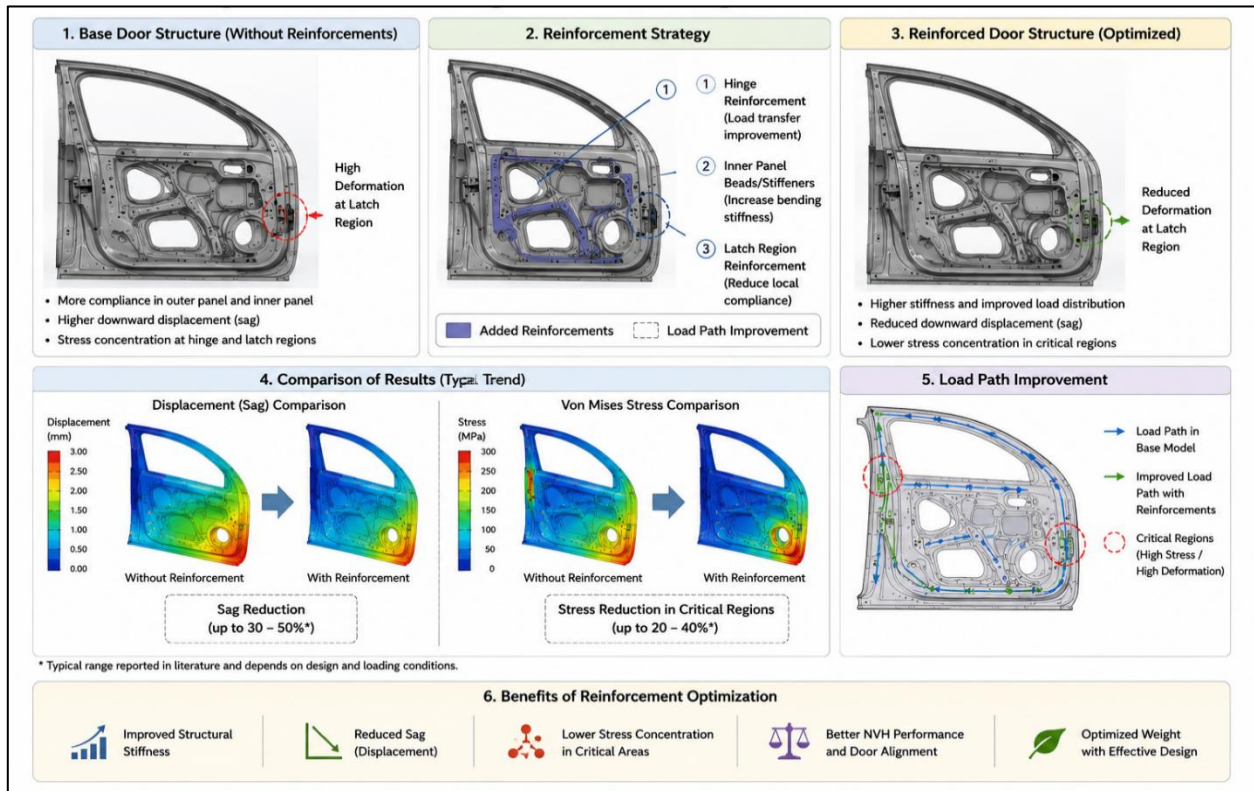 1. Base Door Structure (Without Reinforcements)
High
Deformation
at Latch
Region
• More compliance in outer panel and inner panel
• Higher downward displacement (sag)
• Stress concentration at hinge and latch regions
2. Reinforcement Strategy
1
1 Hinge
Reinforcement
(Load transfer
improvement)
2 Inner Panel
Beads/Stiffeners
(Increase bending
stiffness)
3 Latch Region
Reinforcement
(Reduce local
compliance)
Added Reinforcements
Load Path Improvement
3. Reinforced Door Structure (Optimized)
Reduced
Deformation
at Latch
Region
• Higher stiffness and improved load distribution
• Reduced downward displacement (sag)
• Lower stress concentration in critical regions
4. Comparison of Results ( Trend)
Displacement (Sag) Comparison
Displacement
(mm)
3.00
2.50
2.00
1.50
1.00
0.50
0.00
Without Reinforcement
With Reinforcement
Sag Reduction
(up to 30 – 50%*)
Von Mises Stress Comparison
Stress
(MPa)
300
250
200
150
100
50
0
Without Reinforcement
With Reinforcement
Stress Reduction in Critical Regions
(up to 20 – 40%*)
* Typical range reported in literature and depends on design and loading conditions.
5. Load Path Improvement
Load Path in
Base Model
Improved Load
Path with
Reinforcements
Critical Regions
(High Stress /
High Deformation)
6. Benefits of Reinforcement Optimization
Improved Structural
Stiffness
Reduced Sag
(Displacement)
Lower Stress Concentration
in Critical Areas
Better NVH Performance
and Door Alignment
Optimized Weight
with Effective Design